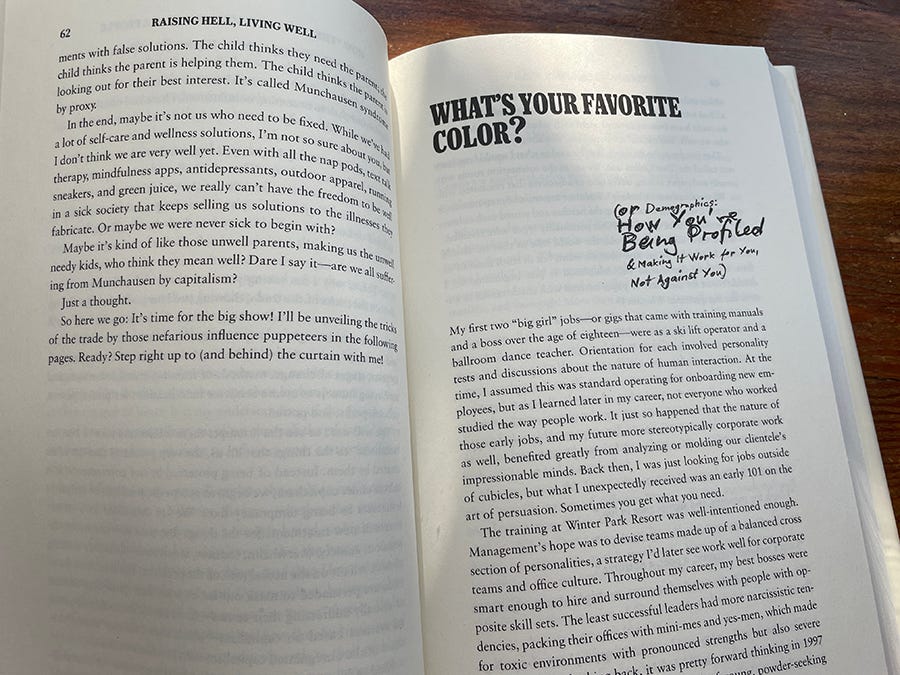 62
RAISING HELL, LIVING WELL
ments with false solutions. The child thinks they need the parent; the
child thinks the parent is helping them. The child thinks the parent is
looking out for their best interest. It's called Munchausen syndrome
by proxy.
In the end, maybe it's not us who need to be fixed. While we've had
a lot of self-care and wellness solutions, I'm not so sure about you, but
I don't think we are very well yet. Even with all the nap pods, text talk
therapy, mindfulness apps, antidepressants, outdoor apparel, running
sneakers, and green juice, we really can't have the freedom to be well
in a sick society that keeps selling us solutions to the illnesses they
fabricate. Or maybe we were never sick to begin with?
Maybe it's kind of like those unwell parents, making us the unwell
needy kids, who think they mean well? Dare I say it—are we all suffer-
ing from Munchausen by capitalism?
Just a thought.
So here we go: It's time for the big show! I'll be unveiling the tricks
of the trade by those nefarious influence puppeteers in the following
pages. Ready? Step right up to (and behind) the curtain with me!
WHAT'S YOUR FAVORITE
COLOR?
(or Demographics:
How You're
Being Profiled
& Making It Work for You,
Not Against You)
My first two "big girl" jobs—or gigs that came with training manuals
and a boss over the age of eighteen—were as a ski lift operator and a
ballroom dance teacher. Orientation for each involved personality
tests and discussions about the nature of human interaction. At the
time, I assumed this was standard operating for onboarding new em-
ployees, but as I learned later in my career, not everyone who worked
studied the way people work. It just so happened that the nature of
those early jobs, and my future more stereotypically corporate work
as well, benefited greatly from analyzing or molding our clientele's
impressionable minds. Back then, I was just looking for jobs outside
of cubicles, but what I unexpectedly received was an early 101 on the
art of persuasion. Sometimes you get what you need.
The training at Winter Park Resort was well-intentioned enough.
Management's hope was to devise teams made up of a balanced cross
section of personalities, a strategy I'd later see work well for corporate
teams and office culture. Throughout my career, my best bosses were
smart enough to hire and surround themselves with people with op-
posite skill sets. The least successful leaders had more narcissistic ten-
dencies, packing their offices with mini-mes and yes-men, which made
for toxic environments with pronounced strengths but also severe
back, it was pretty forward thinking in 1997
powder-seeking